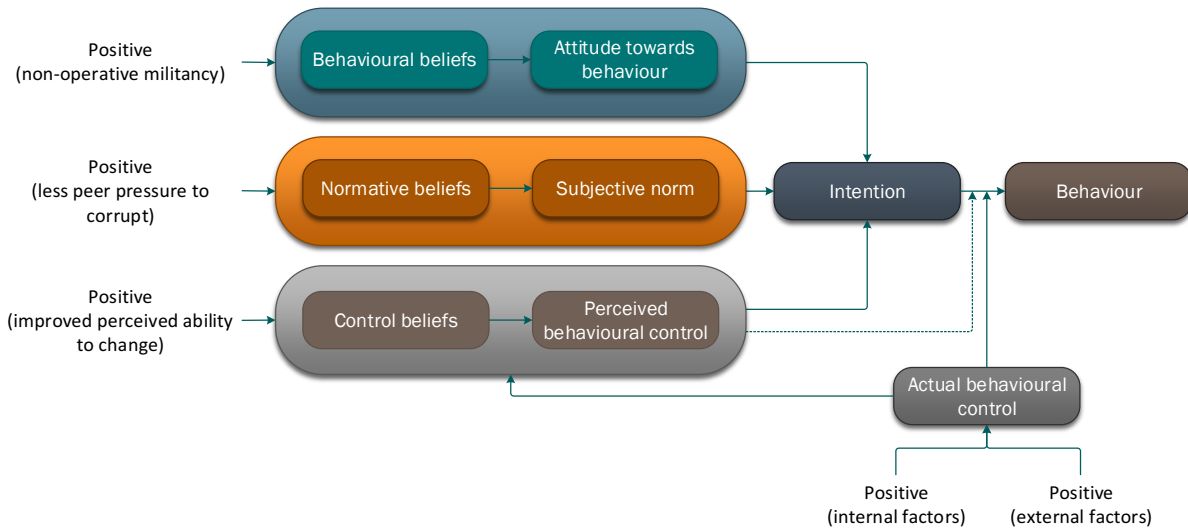 Positive
(non-operative militancy)
Behavioural beliefs
Attitude towards
behaviour
Positive
(less peer pressure to
corrupt)
Normative beliefs
Subjective norm
Intention
Behaviour
Positive
(improved perceived ability
to change)
Control beliefs
Perceived
behavioural control
Actual behavioural
control
Positive
(internal factors)
Positive
(external factors)